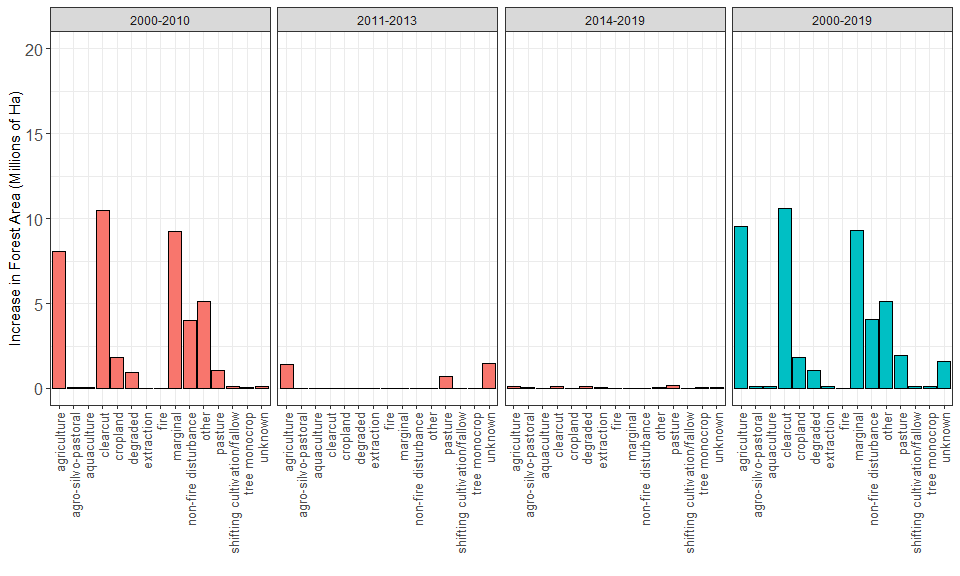 2000-2010
2011-2013
2014-2019
2000-2019
Increase in Forest Area (Millions of Ha)
20
15
10
5
0
agriculture
agro-silvo-pastoral
aquaculture
clearcut
cropland
degraded
extraction
fire
marginal
non-fire disturbance
other
pasture
shifting cultivation/fallow
tree monocrop
unknown
agriculture
agro-silvo-pastoral
aquaculture
clearcut
cropland
degraded
extraction
fire
marginal
non-fire disturbance
other
pasture
shifting cultivation/fallow
tree monocrop
unknown
agriculture
agro-silvo-pastoral
aquaculture
clearcut
cropland
degraded
extraction
fire
marginal
non-fire disturbance
other
pasture
shifting cultivation/fallow
tree monocrop
unknown
agriculture
agro-silvo-pastoral
aquaculture
clearcut
cropland
degraded
extraction
fire
marginal
non-fire disturbance
other
pasture
shifting cultivation/fallow
tree monocrop
unknown